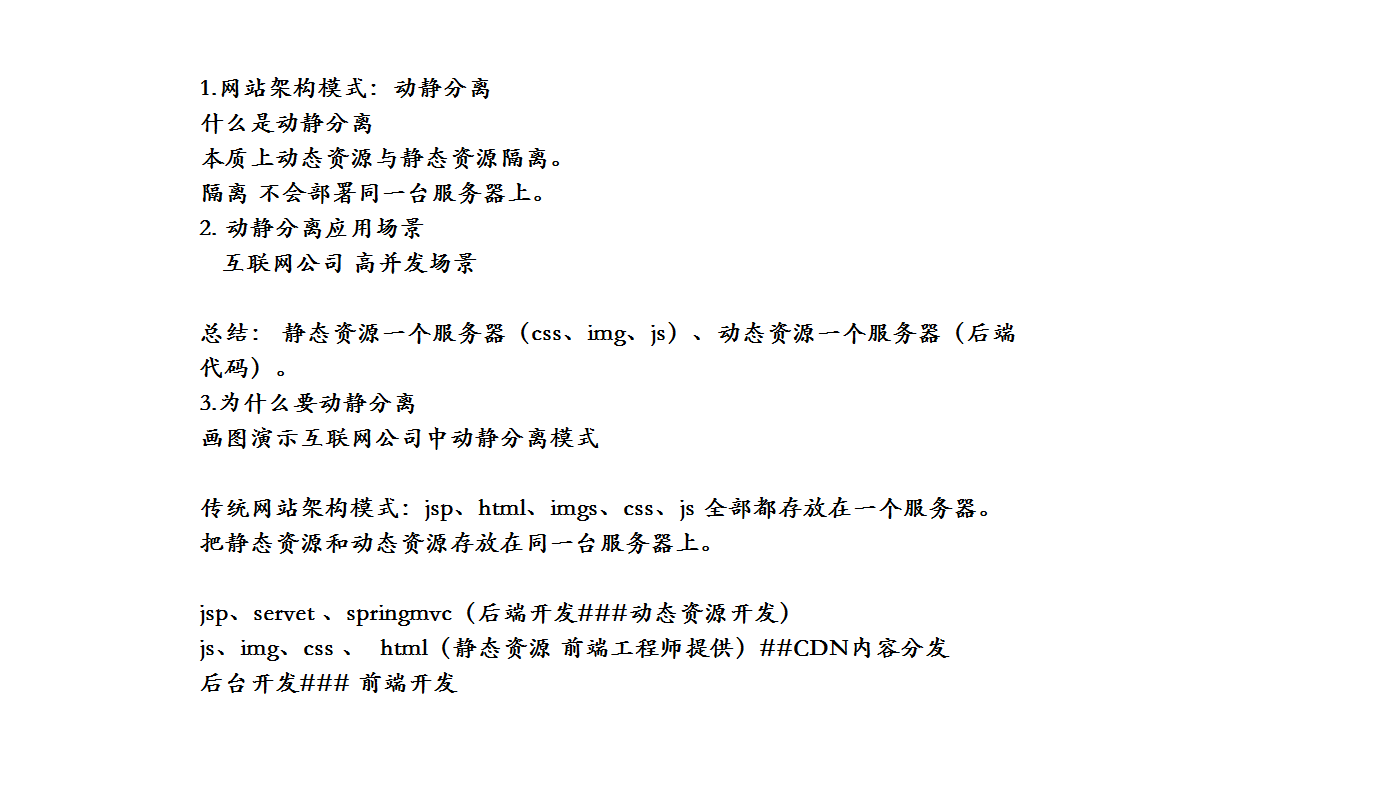 1.网站架构模式：动静分离
什么是动静分离
本质上动态资源与静态资源隔离。
隔离 不会部署同一台服务器上。
2. 动静分离应用场景
互联网公司 高并发场景
总结： 静态资源一个服务器（css、img、js）、动态资源一个服务器（后端
代码）。
3.为什么要动静分离
画图演示互联网公司中动静分离模式
传统网站架构模式：jsp、html、imgs、css、js 全部都存放在一个服务器。
把静态资源和动态资源存放在同一台服务器上。
jsp、servet 、springmvc（后端开发###动态资源开发）
js、img、css 、 html（静态资源 前端工程师提供）##CDN内容分发
后台开发### 前端开发